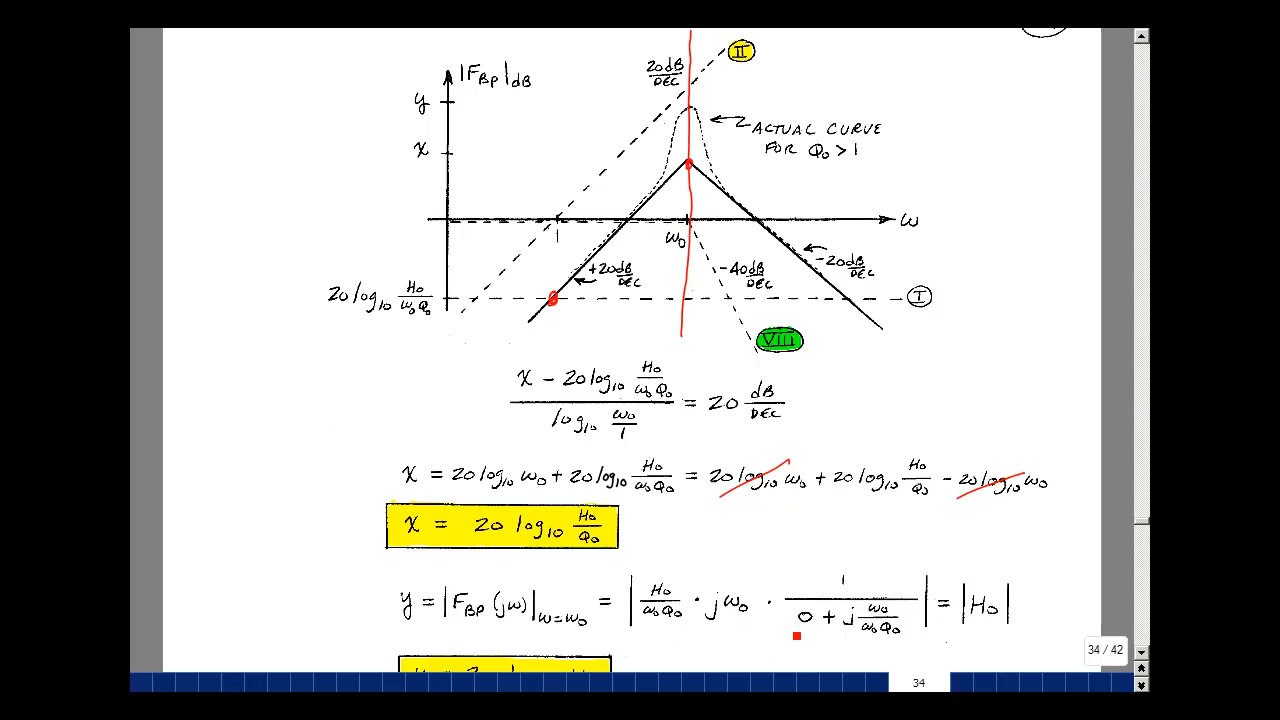 II
20dB/DEC
|F_BP|_dB
y
ACTUAL CURVE
FOR Q₀ > 1
x
ω
1
ω₀
+20dB/DEC
-40dB/DEC
-20dB/DEC
20 log₁₀ H₀/(ω₀Q₀)
I
VIII
(x - 20 log₁₀ H₀/(ω₀Q₀)) / (log₁₀ ω₀/1) = 20 dB/DEC
x = 20 log₁₀ ω₀ + 20 log₁₀ H₀/(ω₀Q₀) = 20 log₁₀ ω₀ + 20 log₁₀ H₀/Q₀ - 20 log₁₀ ω₀
x = 20 log₁₀ H₀/Q₀
y = |F_BP(jω)|_ω=ω₀ = | H₀/(ω₀Q₀) · jω₀ · 1/(0 + j ω₀/(ω₀Q₀)) | = |H₀|
34 / 42
34